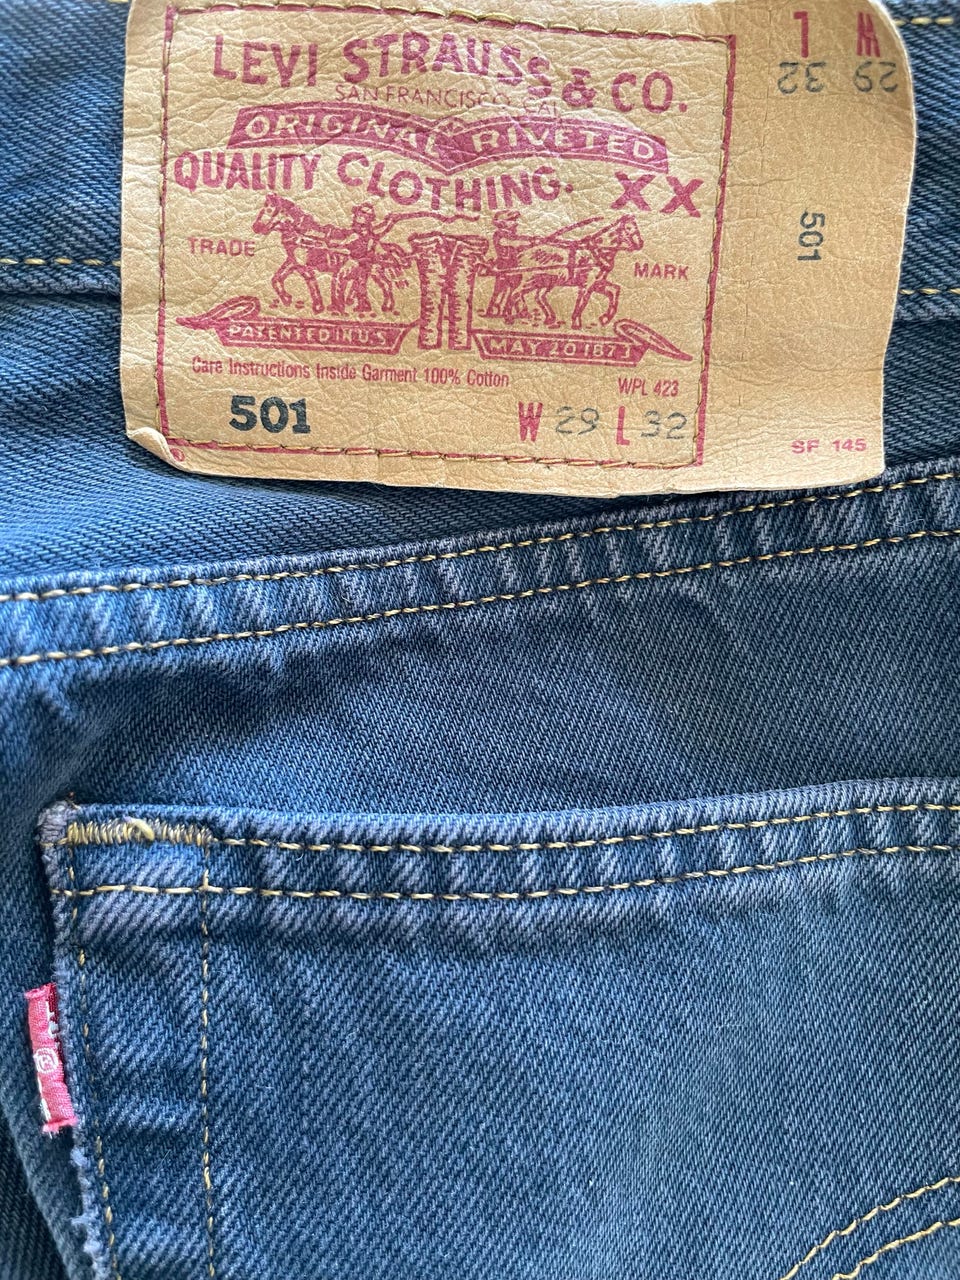 LEVI STRAUSS & CO.
SAN FRANCISCO, CAL
ORIGINAL RIVETED
QUALITY CLOTHING.
XX
TRADE MARK
PATENTED IN U.S.
MAY 20 1873
Care Instructions Inside Garment 100% Cotton
WPL 423
501
W 29 L 32
W L
29 32
501
SF 145
®